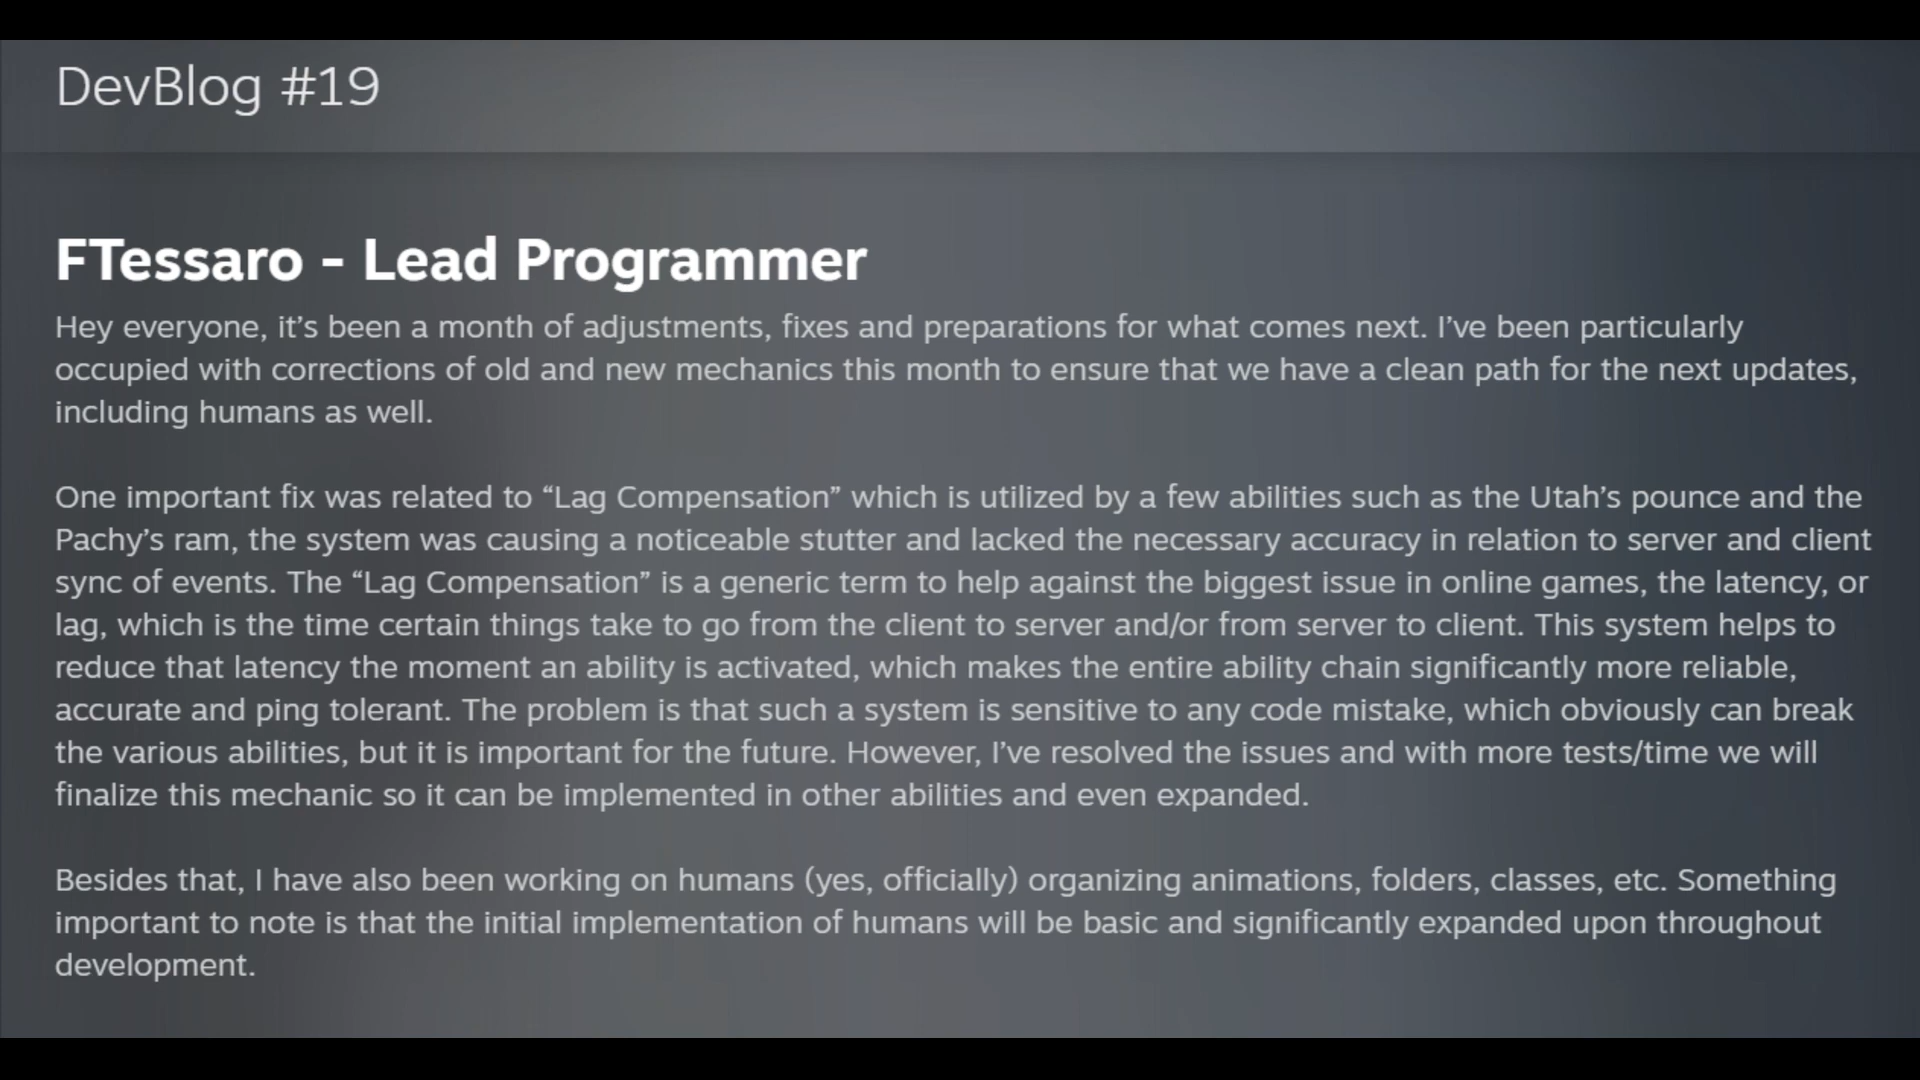 DevBlog #19
FTessaro - Lead Programmer
Hey everyone, it’s been a month of adjustments, fixes and preparations for what comes next. I’ve been particularly
occupied with corrections of old and new mechanics this month to ensure that we have a clean path for the next updates,
including humans as well.
One important fix was related to “Lag Compensation” which is utilized by a few abilities such as the Utah’s pounce and the
Pachy’s ram, the system was causing a noticeable stutter and lacked the necessary accuracy in relation to server and client
sync of events. The “Lag Compensation” is a generic term to help against the biggest issue in online games, the latency, or
lag, which is the time certain things take to go from the client to server and/or from server to client. This system helps to
reduce that latency the moment an ability is activated, which makes the entire ability chain significantly more reliable,
accurate and ping tolerant. The problem is that such a system is sensitive to any code mistake, which obviously can break
the various abilities, but it is important for the future. However, I’ve resolved the issues and with more tests/time we will
finalize this mechanic so it can be implemented in other abilities and even expanded.
Besides that, I have also been working on humans (yes, officially) organizing animations, folders, classes, etc. Something
important to note is that the initial implementation of humans will be basic and significantly expanded upon throughout
development.